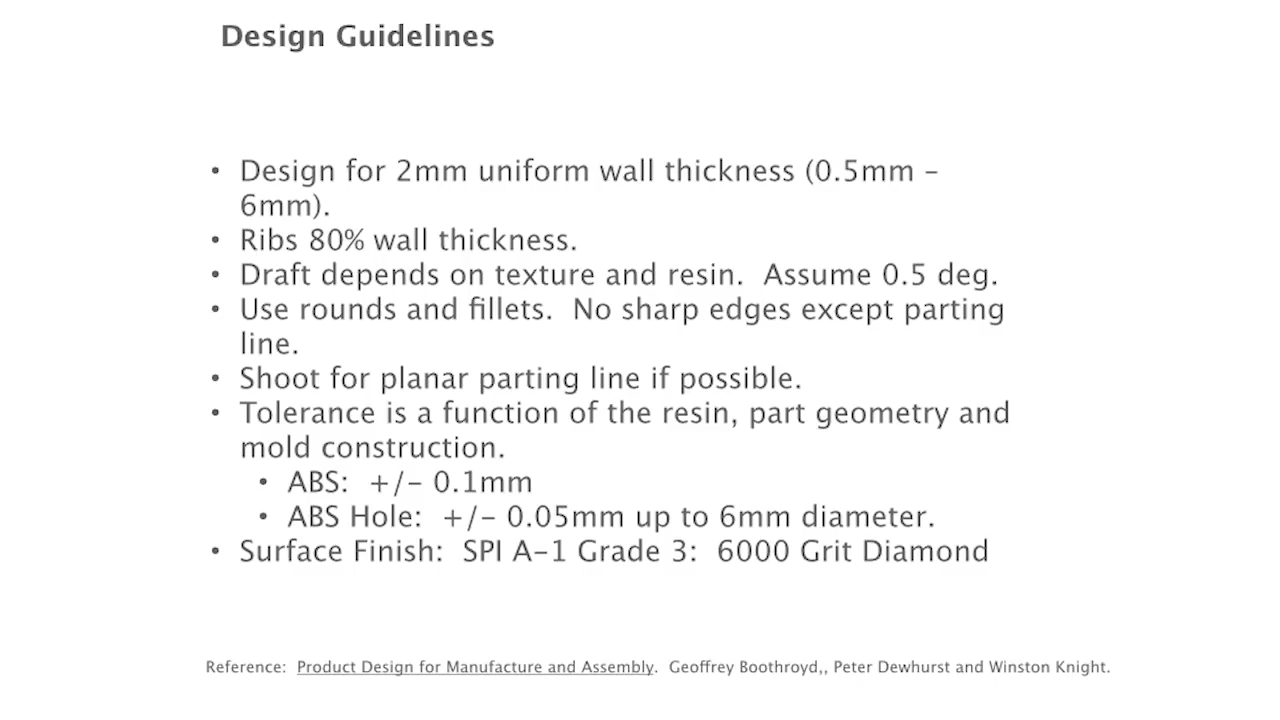 Design Guidelines
• Design for 2mm uniform wall thickness (0.5mm –
6mm).
• Ribs 80% wall thickness.
• Draft depends on texture and resin.  Assume 0.5 deg.
• Use rounds and fillets.  No sharp edges except parting
line.
• Shoot for planar parting line if possible.
• Tolerance is a function of the resin, part geometry and
mold construction.
• ABS:  +/- 0.1mm
• ABS Hole:  +/- 0.05mm up to 6mm diameter.
• Surface Finish:  SPI A-1 Grade 3:  6000 Grit Diamond
Reference:  Product Design for Manufacture and Assembly.  Geoffrey Boothroyd,, Peter Dewhurst and Winston Knight.